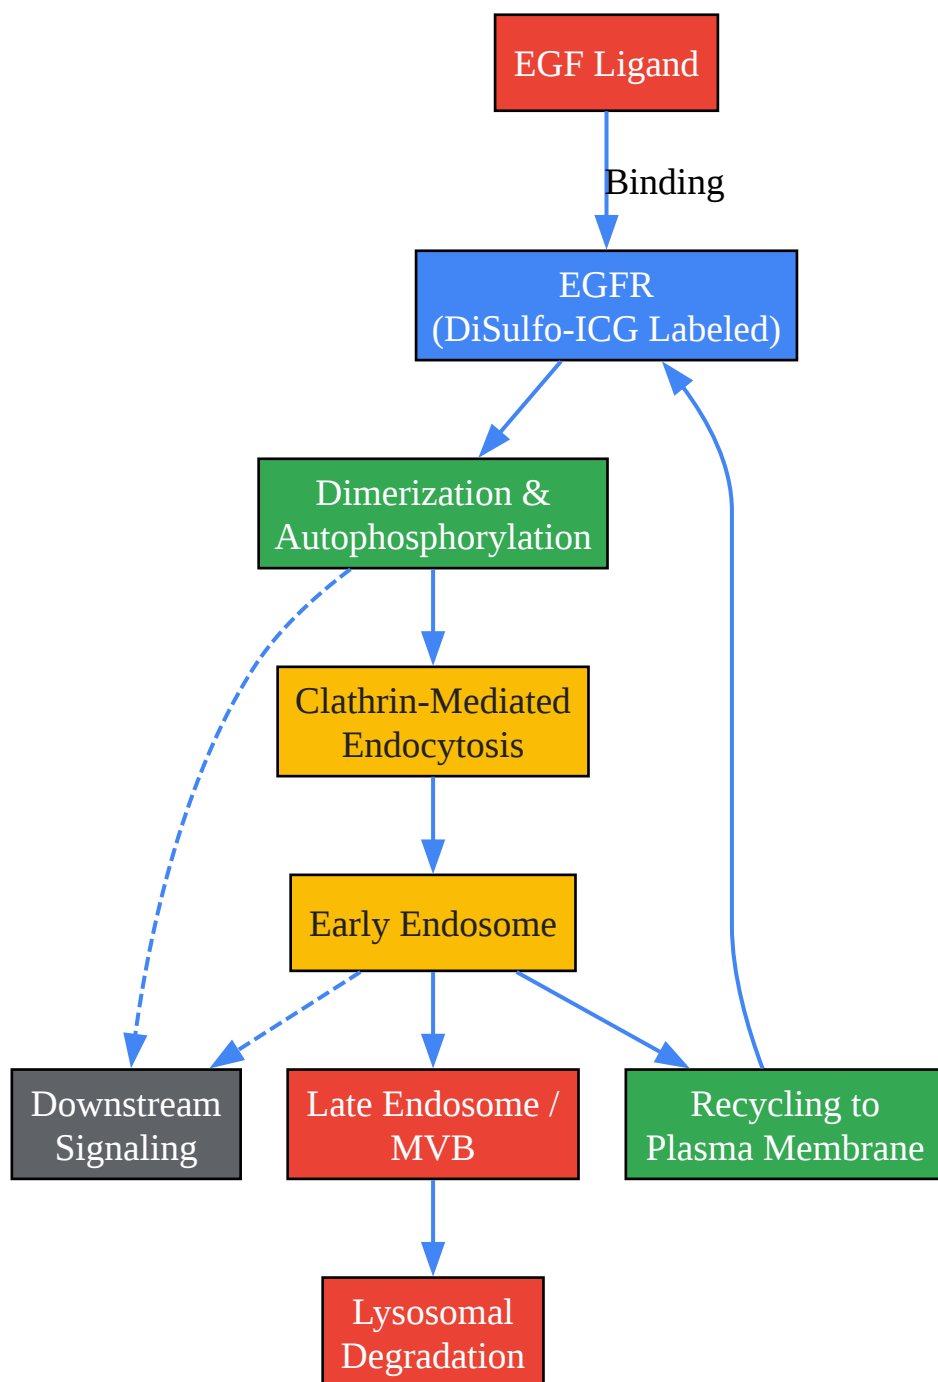 EGF Ligand
Binding
EGFR
(DiSulfo-ICG Labeled)
Dimerization &
Autophosphorylation
Clathrin-Mediated
Endocytosis
Early Endosome
Downstream
Signaling
Late Endosome /
MVB
Recycling to
Plasma Membrane
Lysosomal
Degradation